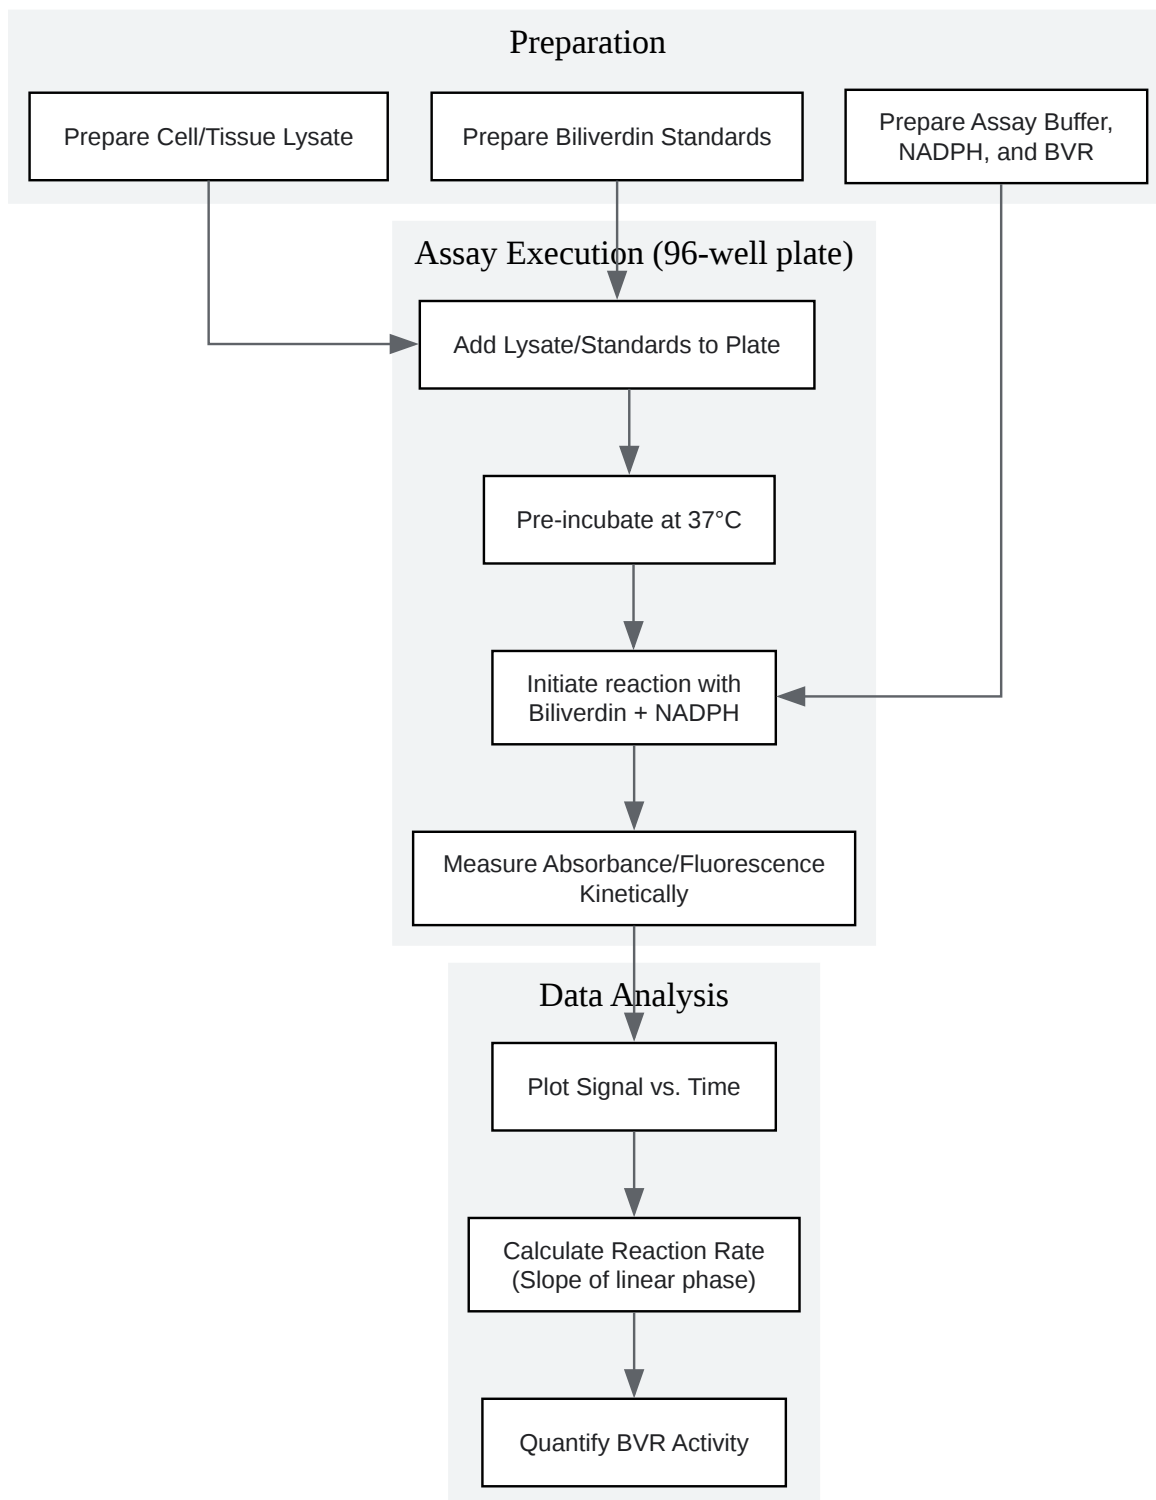 Preparation
Prepare Cell/Tissue Lysate
Prepare Biliverdin Standards
Prepare Assay Buffer,
NADPH, and BVR
Assay Execution (96-well plate)
Add Lysate/Standards to Plate
Pre-incubate at 37°C
Initiate reaction with
Biliverdin + NADPH
Measure Absorbance/Fluorescence
Kinetically
Data Analysis
Plot Signal vs. Time
Calculate Reaction Rate
(Slope of linear phase)
Quantify BVR Activity